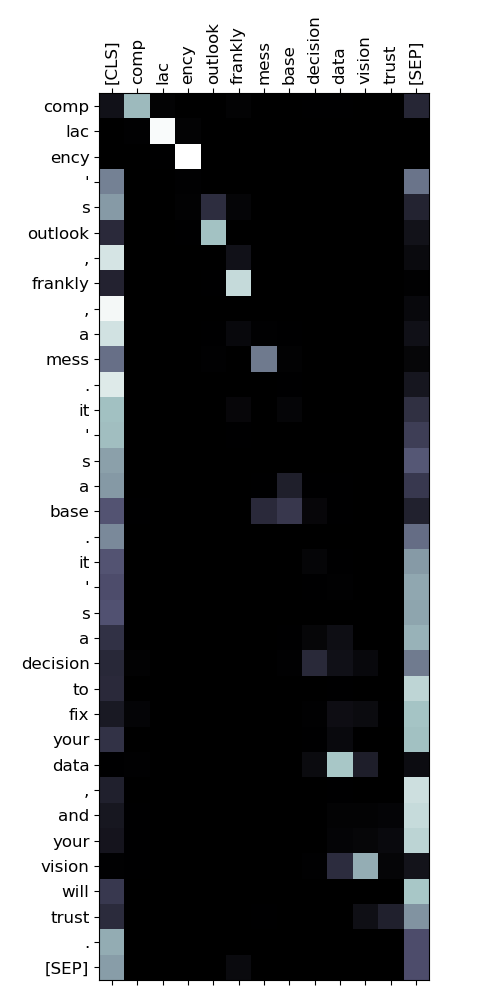 [CLS] comp lac ency outlook frankly mess base decision data vision trust [SEP]
comp
lac
ency
'
s
outlook
,
frankly
,
a
mess
.
it
'
s
a
base
.
it
'
s
a
decision
to
fix
your
data
,
and
your
vision
will
trust
.
[SEP]